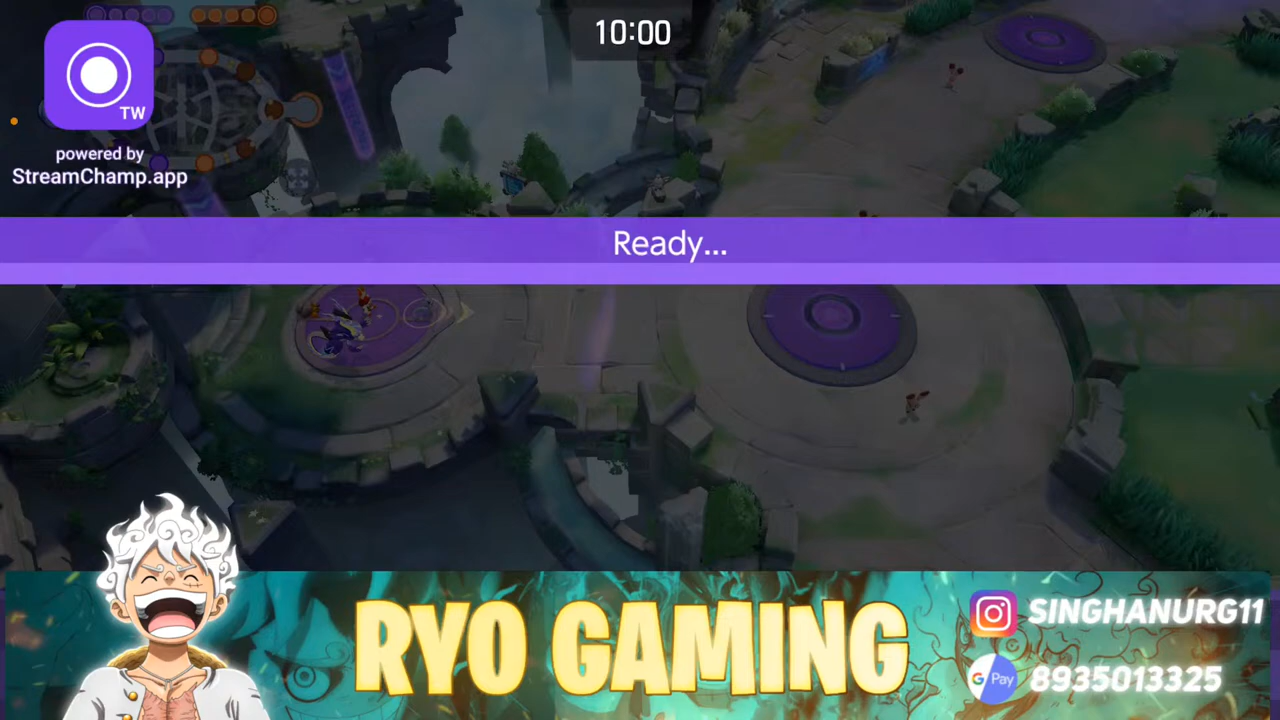 10:00
TW
powered by
StreamChamp.app
Ready...
RYO GAMING
SINGHANURG11
G Pay
8935013325